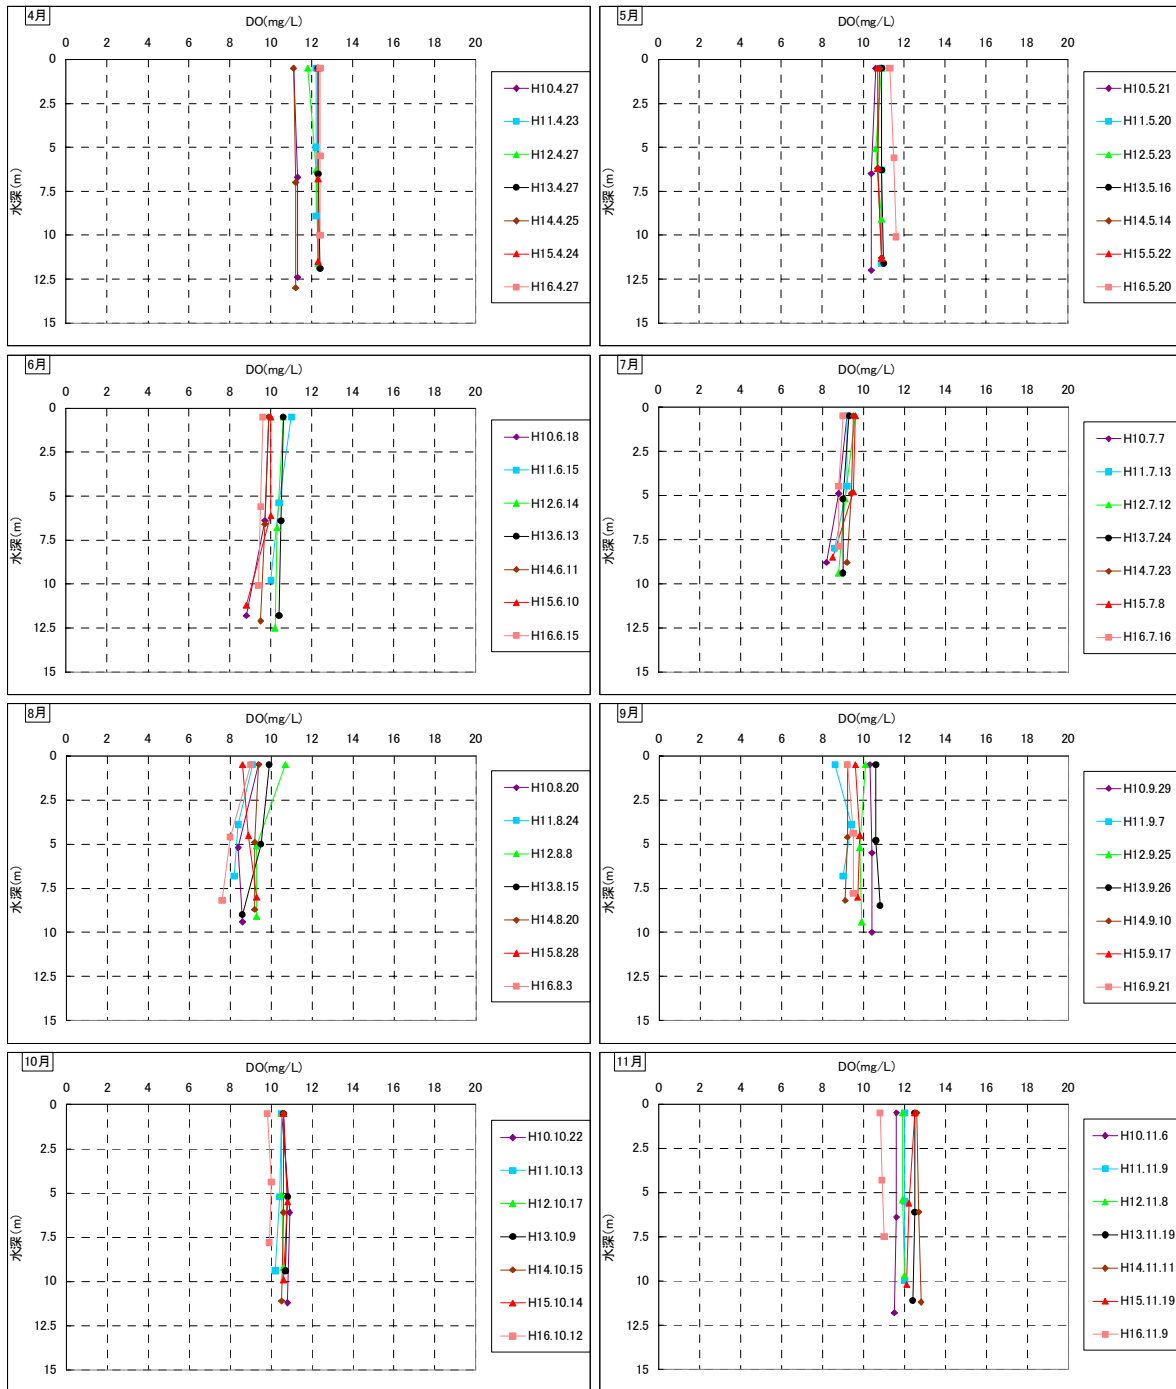 4月
DO(mg/L)
0 2 4 6 8 10 12 14 16 18 20
0
2.5
5
7.5
10
12.5
15
水深(m)
H10.4.27
H11.4.23
H12.4.27
H13.4.27
H14.4.25
H15.4.24
H16.4.27
5月
DO(mg/L)
0 2 4 6 8 10 12 14 16 18 20
0
2.5
5
7.5
10
12.5
15
水深(m)
H10.5.21
H11.5.20
H12.5.23
H13.5.16
H14.5.14
H15.5.22
H16.5.20
6月
DO(mg/L)
0 2 4 6 8 10 12 14 16 18 20
0
2.5
5
7.5
10
12.5
15
水深(m)
H10.6.18
H11.6.15
H12.6.14
H13.6.13
H14.6.11
H15.6.10
H16.6.15
7月
DO(mg/L)
0 2 4 6 8 10 12 14 16 18 20
0
2.5
5
7.5
10
12.5
15
水深(m)
H10.7.7
H11.7.13
H12.7.12
H13.7.24
H14.7.23
H15.7.8
H16.7.16
8月
DO(mg/L)
0 2 4 6 8 10 12 14 16 18 20
0
2.5
5
7.5
10
12.5
15
水深(m)
H10.8.20
H11.8.24
H12.8.8
H13.8.15
H14.8.20
H15.8.28
H16.8.3
9月
DO(mg/L)
0 2 4 6 8 10 12 14 16 18 20
0
2.5
5
7.5
10
12.5
15
水深(m)
H10.9.29
H11.9.7
H12.9.25
H13.9.26
H14.9.10
H15.9.17
H16.9.21
10月
DO(mg/L)
0 2 4 6 8 10 12 14 16 18 20
0
2.5
5
7.5
10
12.5
15
水深(m)
H10.10.22
H11.10.13
H12.10.17
H13.10.9
H14.10.15
H15.10.14
H16.10.12
11月
DO(mg/L)
0 2 4 6 8 10 12 14 16 18 20
0
2.5
5
7.5
10
12.5
15
水深(m)
H10.11.6
H11.11.9
H12.11.8
H13.11.19
H14.11.11
H15.11.19
H16.11.9